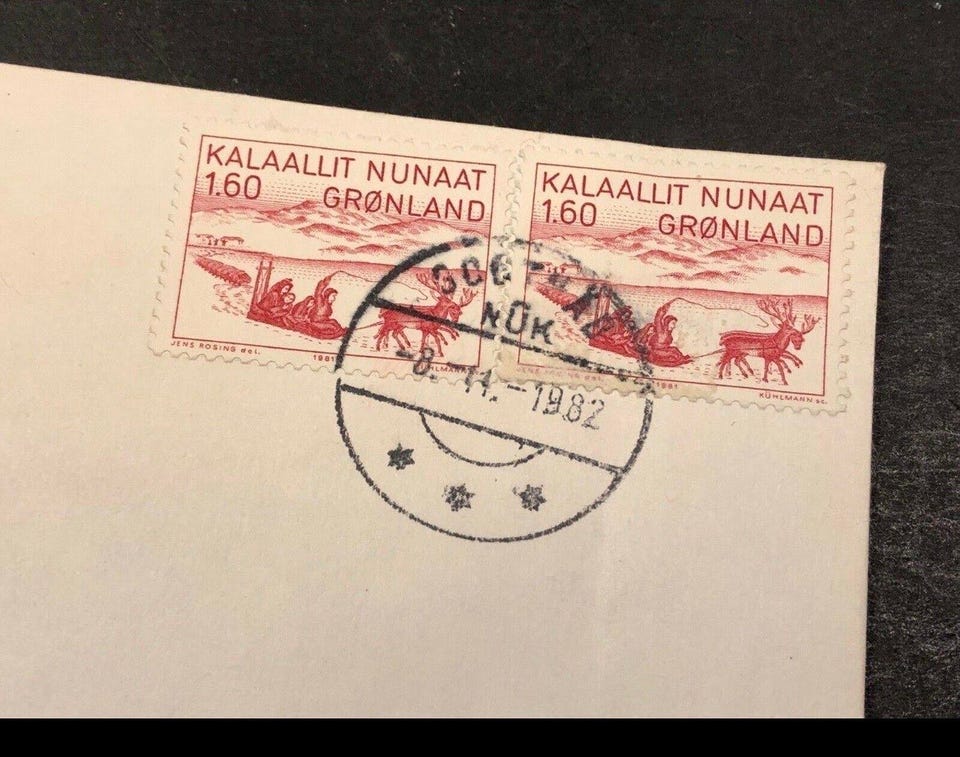 KALAALLIT NUNAAT
1.60 GRØNLAND
JENS ROSING del. 1981
KALAALLIT NUNAAT
1.60 GRØNLAND
1981 KÜHLMANN sc.
NUK
-8.-11.-1982